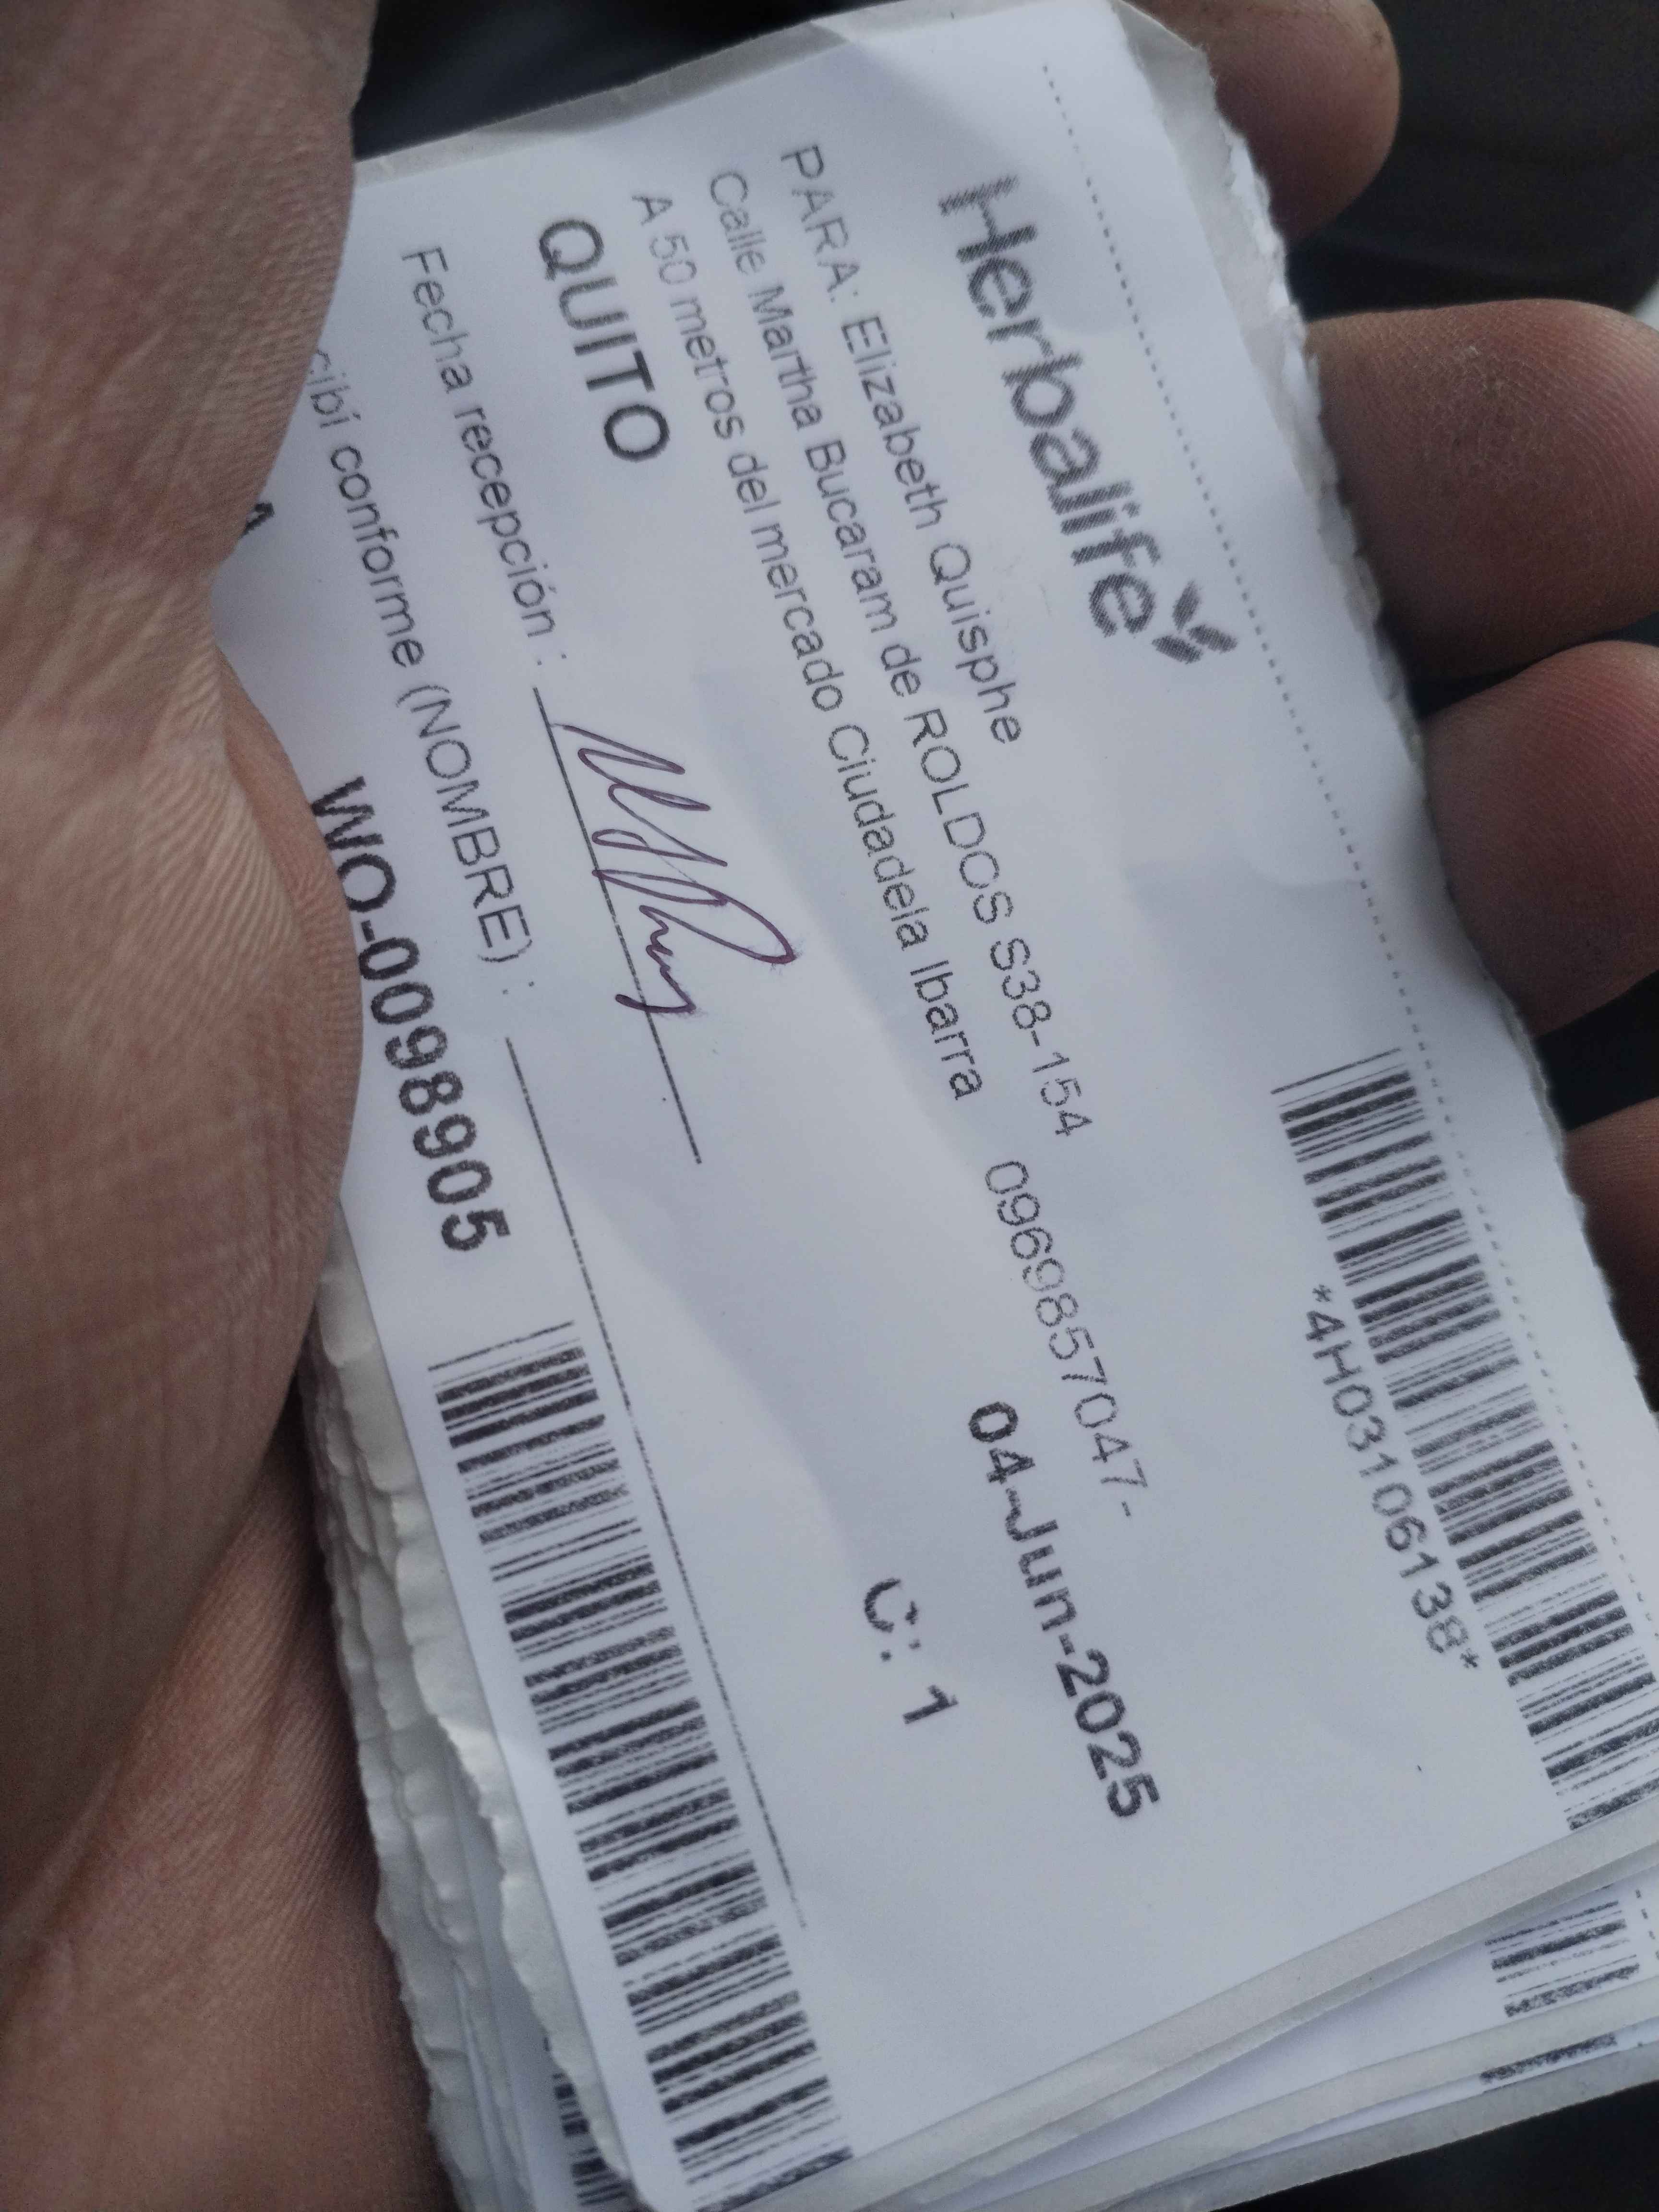 Herbalife
*4H03106138*
PARA: Elizabeth Quisphe
Calle Martha Bucaram de ROLDOS S38-154
A 50 metros del mercado Ciudadela Ibarra 0969857047-
QUITO
04-Jun-2025
C: 1
Fecha recepción :
cibí conforme (NOMBRE) :
WO-0098905